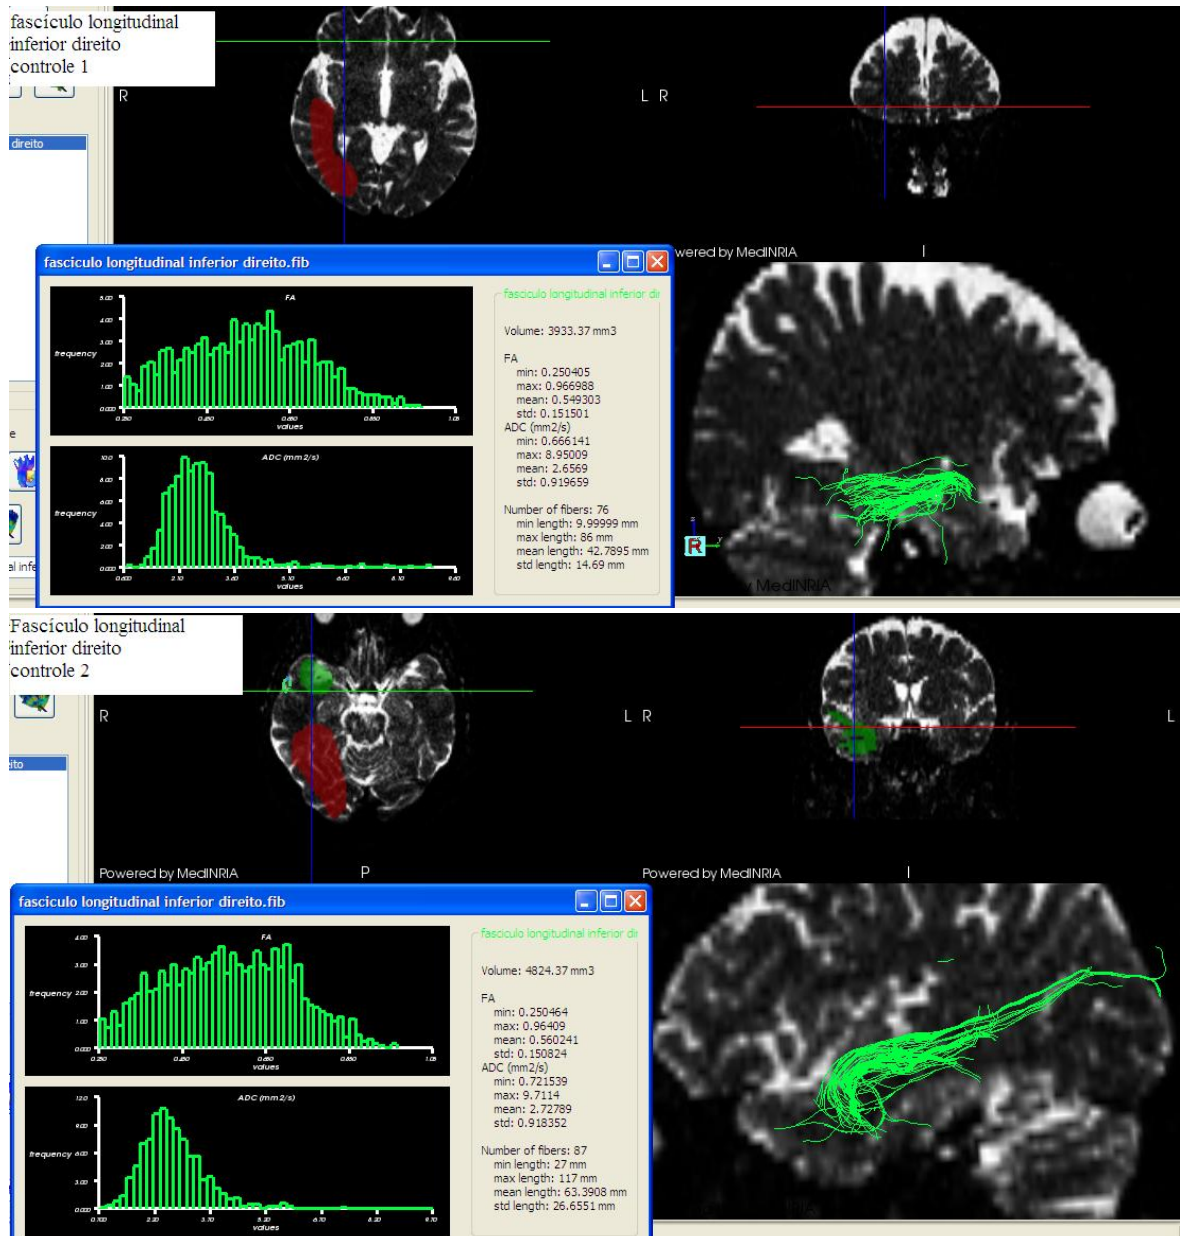 fascículo longitudinal
inferior direito
controle 1
R
L R
direito
Powered by MedINRIA
I
fasciculo longitudinal inferior direito.fib
FA
frequency
values
ADC (mm2/s)
frequency
values
fasciculo longitudinal inferior di
Volume: 3933.37 mm3
FA
min: 0.250405
max: 0.966988
mean: 0.549303
std: 0.151501
ADC (mm2/s)
min: 0.666141
max: 8.95009
mean: 2.6569
std: 0.919659
Number of fibers: 76
min length: 9.99999 mm
max length: 86 mm
mean length: 42.7895 mm
std length: 14.69 mm
R
z
y
MedINRIA
Fascículo longitudinal
inferior direito
controle 2
R
L R
L
Powered by MedINRIA
P
Powered by MedINRIA
I
fasciculo longitudinal inferior direito.fib
FA
frequency
values
ADC (mm2/s)
frequency
values
fasciculo longitudinal inferior di
Volume: 4824.37 mm3
FA
min: 0.250464
max: 0.96409
mean: 0.560241
std: 0.150824
ADC (mm2/s)
min: 0.721539
max: 9.7114
mean: 2.72789
std: 0.918352
Number of fibers: 87
min length: 27 mm
max length: 117 mm
mean length: 63.3908 mm
std length: 26.6551 mm